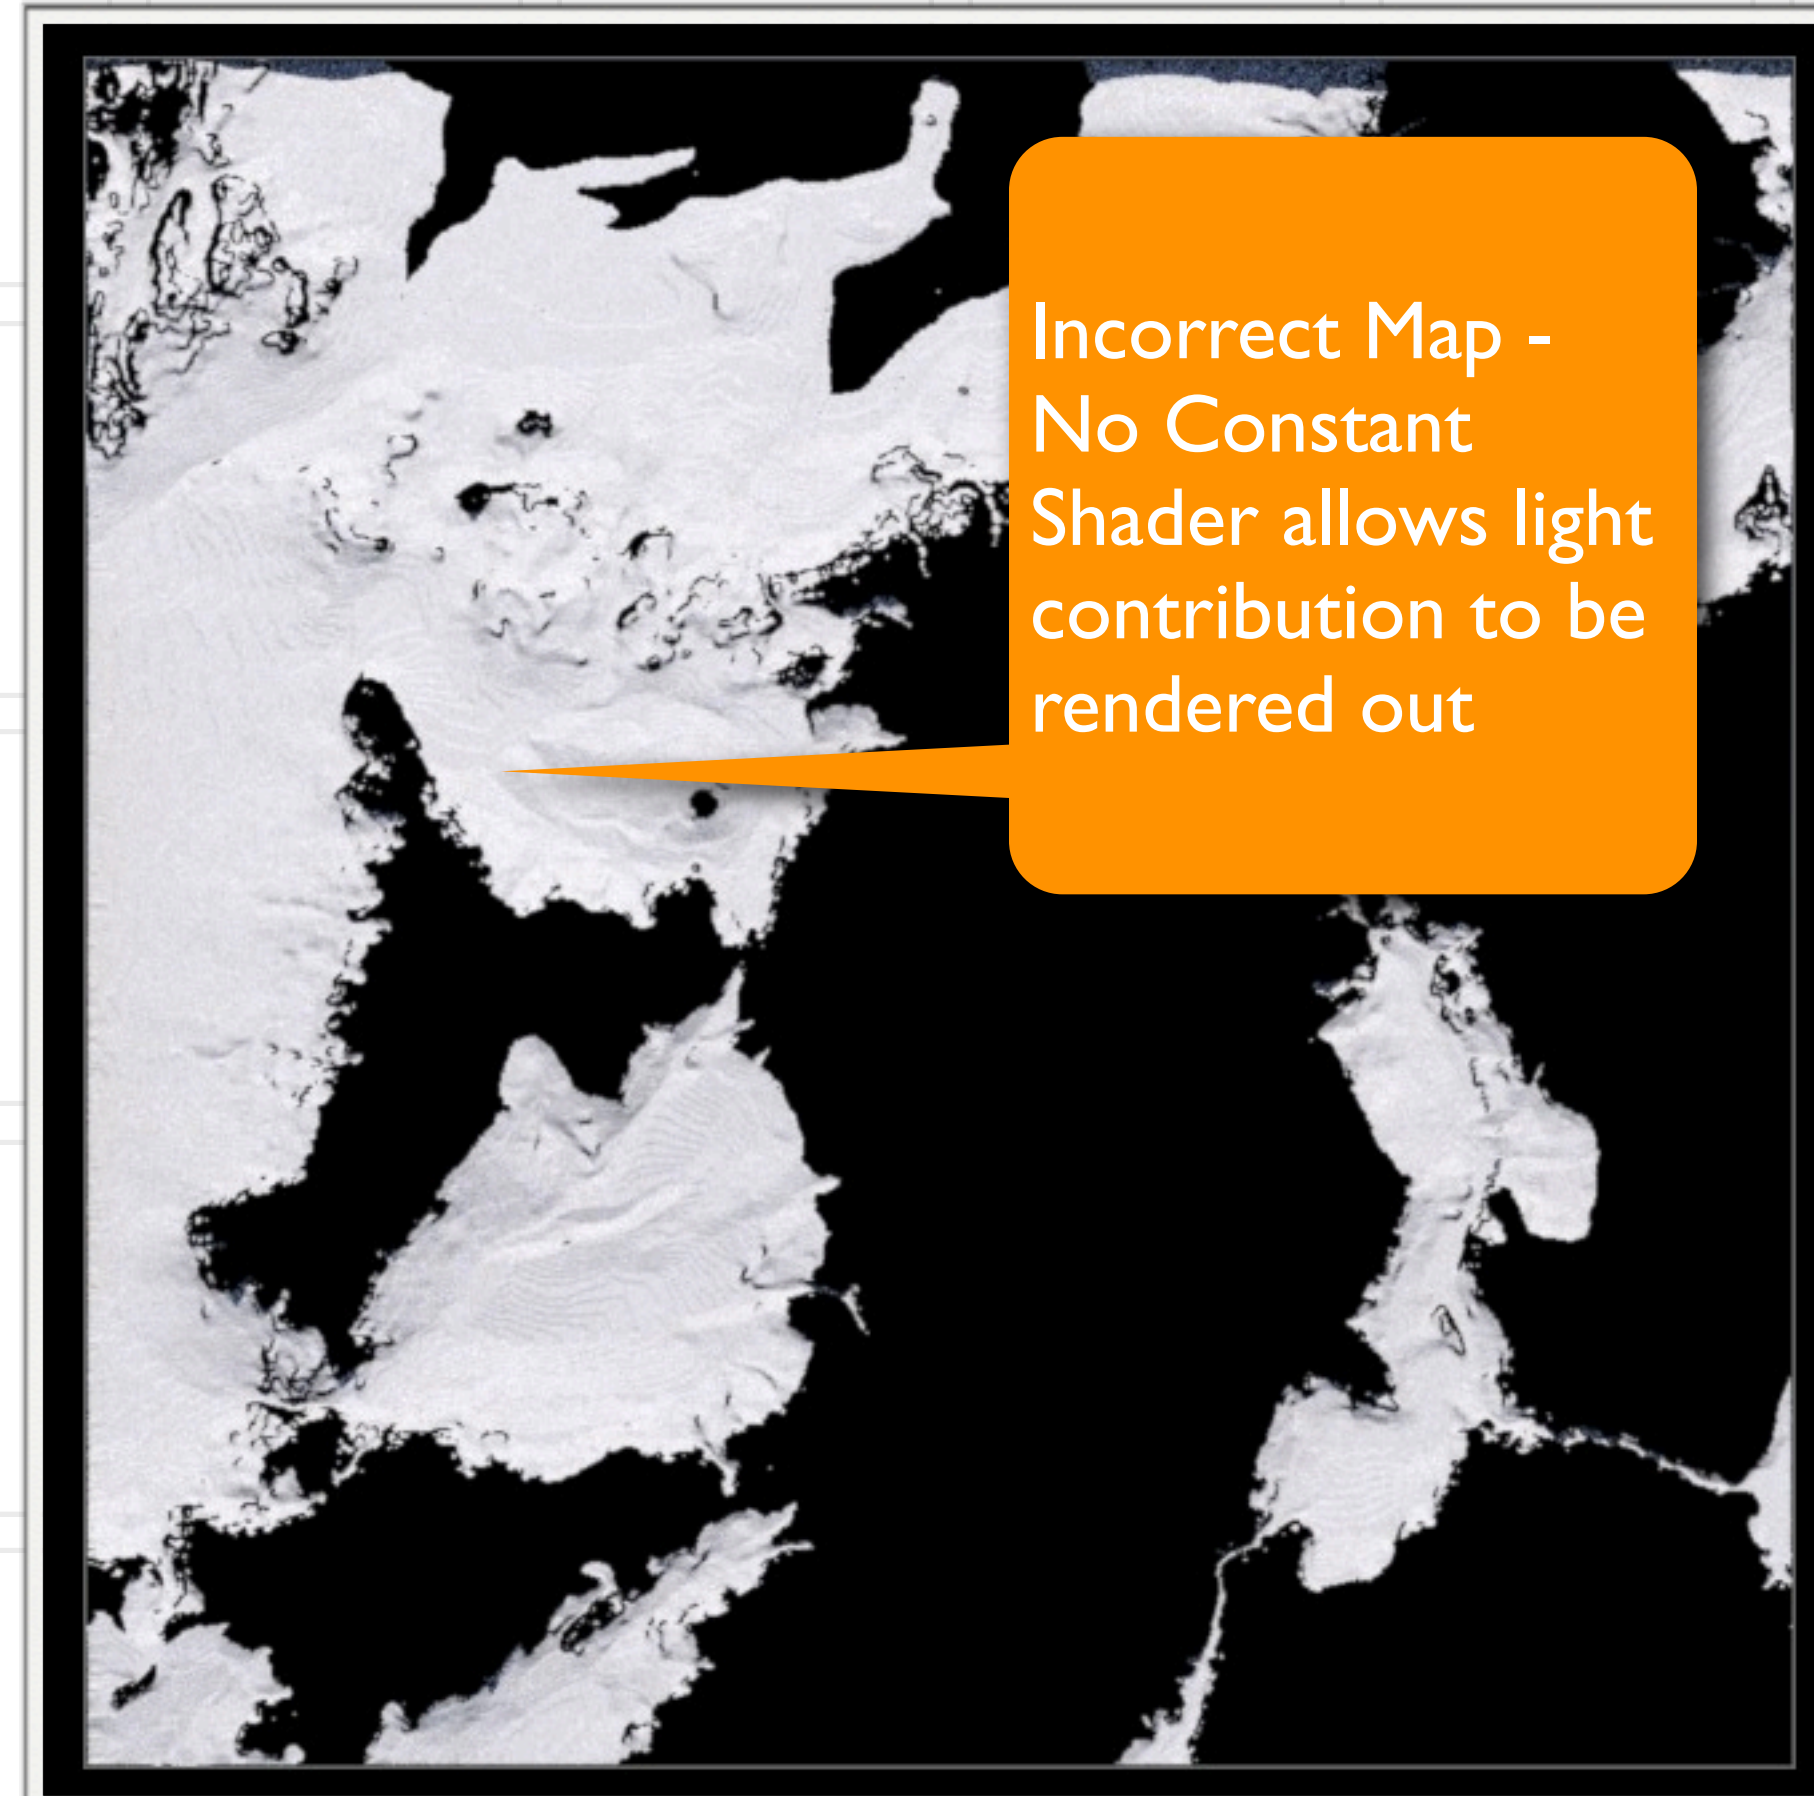 Incorrect Map -
No Constant
Shader allows light
contribution to be
rendered out